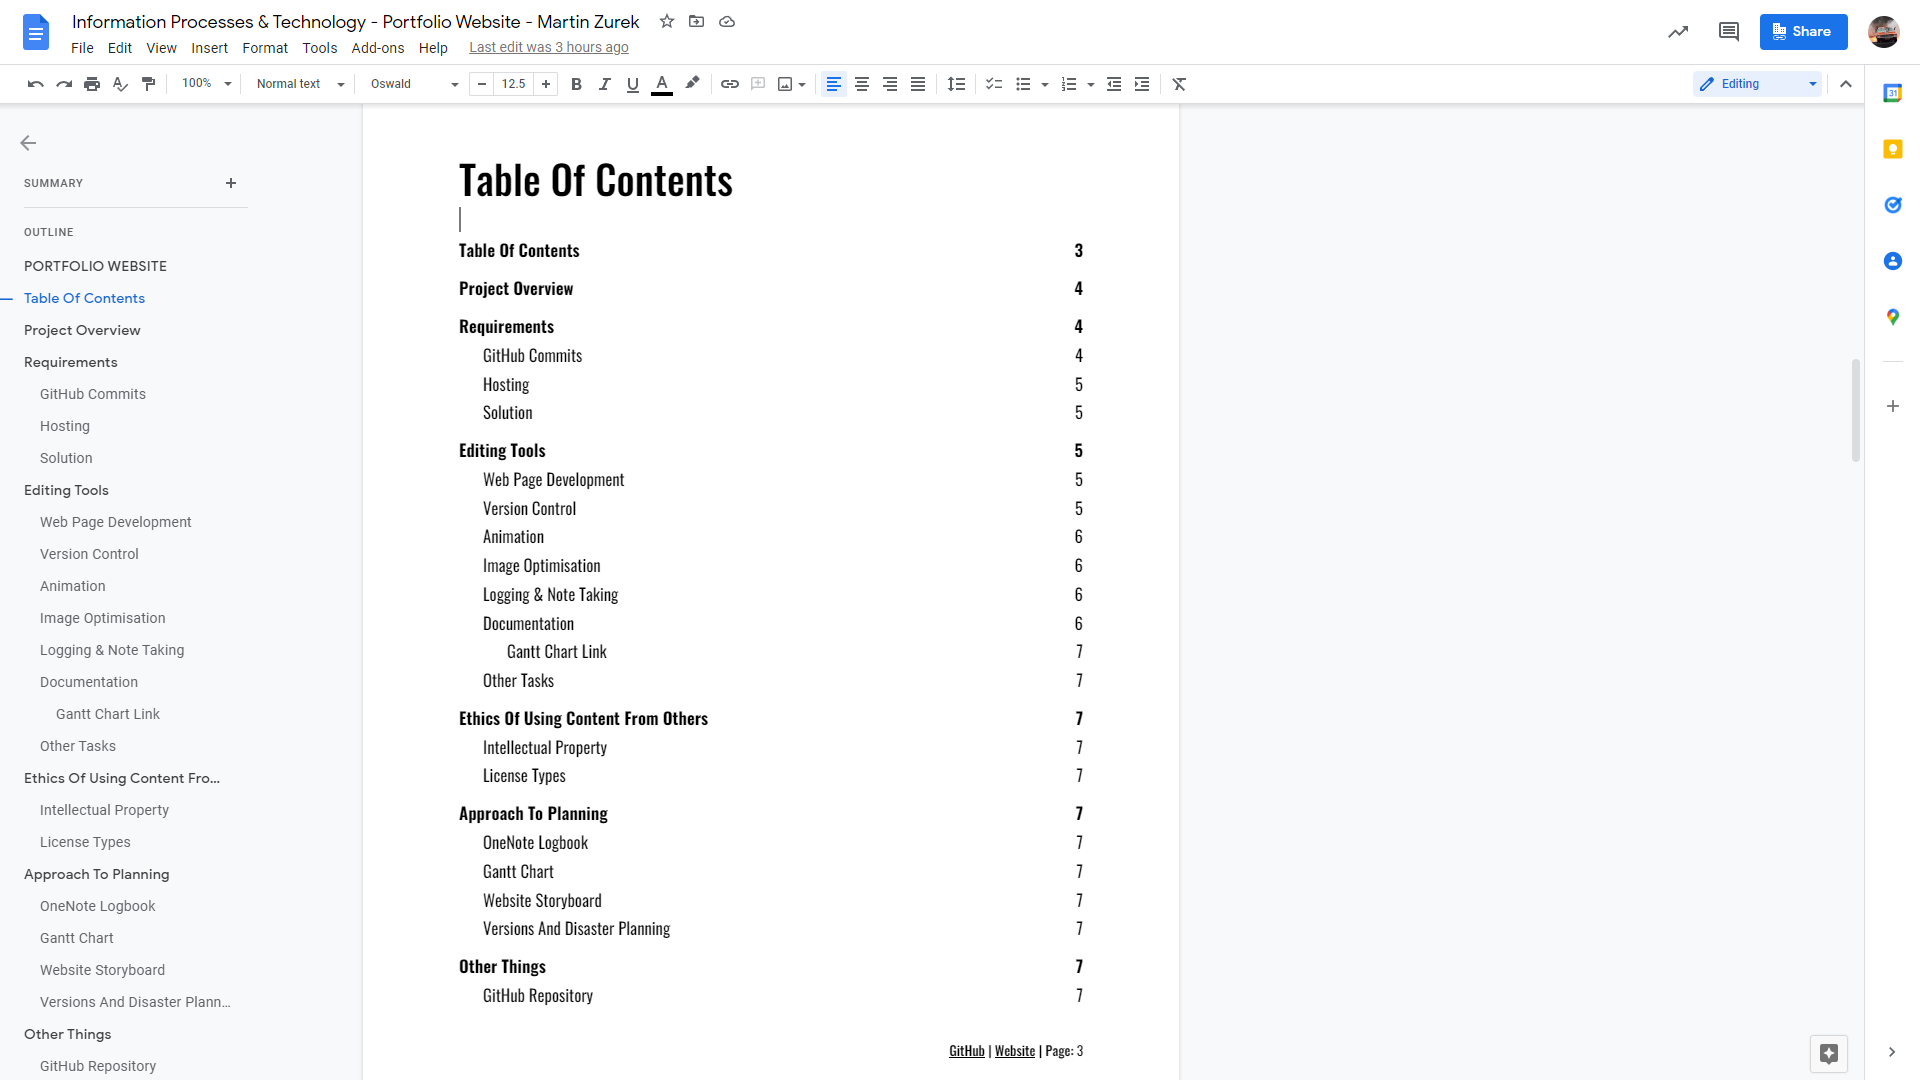 Information Processes & Technology - Portfolio Website - Martin Zurek
File Edit View Insert Format Tools Add-ons Help Last edit was 3 hours ago
Share
100% Normal text Oswald 12.5 B I U A Editing
31
SUMMARY
OUTLINE
PORTFOLIO WEBSITE
Table Of Contents
Project Overview
Requirements
GitHub Commits
Hosting
Solution
Editing Tools
Web Page Development
Version Control
Animation
Image Optimisation
Logging & Note Taking
Documentation
Gantt Chart Link
Other Tasks
Ethics Of Using Content Fro...
Intellectual Property
License Types
Approach To Planning
OneNote Logbook
Gantt Chart
Website Storyboard
Versions And Disaster Plann...
Other Things
GitHub Repository
Table Of Contents
Table Of Contents 3
Project Overview 4
Requirements 4
GitHub Commits 4
Hosting 5
Solution 5
Editing Tools 5
Web Page Development 5
Version Control 5
Animation 6
Image Optimisation 6
Logging & Note Taking 6
Documentation 6
Gantt Chart Link 7
Other Tasks 7
Ethics Of Using Content From Others 7
Intellectual Property 7
License Types 7
Approach To Planning 7
OneNote Logbook 7
Gantt Chart 7
Website Storyboard 7
Versions And Disaster Planning 7
Other Things 7
GitHub Repository 7
GitHub | Website | Page: 3